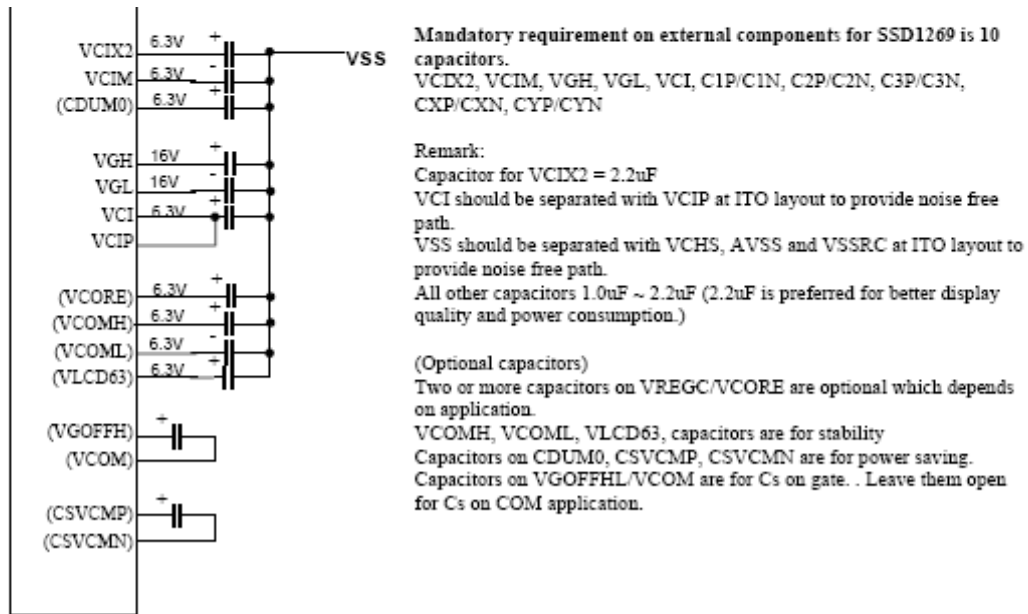 VCIX2 6.3V + VSS
VCIM 6.3V -
(CDUM0) 6.3V +
VGH 16V +
VGL 16V -
VCI 6.3V +
VCIP
(VCORE) 6.3V +
(VCOMH) 6.3V +
(VCOML) 6.3V -
(VLCD63) 6.3V +
(VGOFFH) +
(VCOM)
(CSVCMP) +
(CSVCMN)
Mandatory requirement on external components for SSD1269 is 10
capacitors.
VCIX2, VCIM, VGH, VGL, VCI, C1P/C1N, C2P/C2N, C3P/C3N,
CXP/CXN, CYP/CYN
Remark:
Capacitor for VCIX2 = 2.2uF
VCI should be separated with VCIP at ITO layout to provide noise free
path.
VSS should be separated with VCHS, AVSS and VSSRC at ITO layout to
provide noise free path.
All other capacitors 1.0uF ~ 2.2uF (2.2uF is preferred for better display
quality and power consumption.)
(Optional capacitors)
Two or more capacitors on VREGC/VCORE are optional which depends
on application.
VCOMH, VCOML, VLCD63, capacitors are for stability
Capacitors on CDUM0, CSVCMP, CSVCMN are for power saving.
Capacitors on VGOFFHL/VCOM are for Cs on gate. . Leave them open
for Cs on COM application.